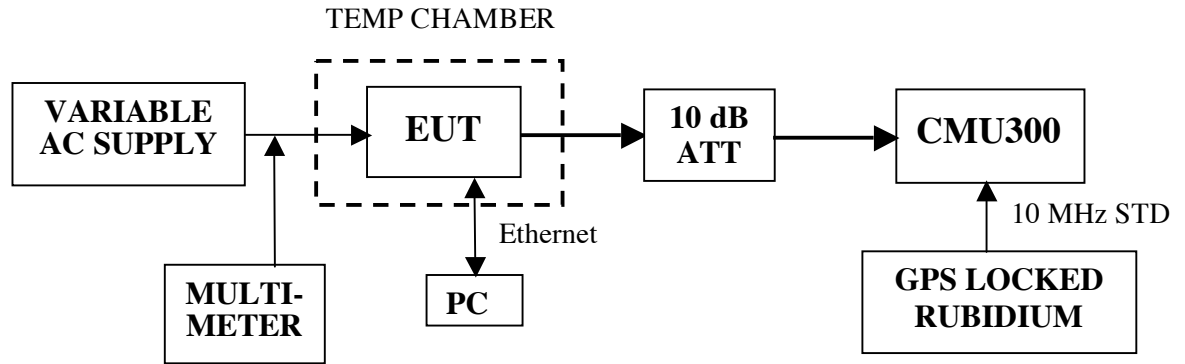 TEMP CHAMBER
VARIABLE
AC SUPPLY
EUT
10 dB
ATT
CMU300
Ethernet
10 MHz STD
MULTI-
METER
PC
GPS LOCKED
RUBIDIUM